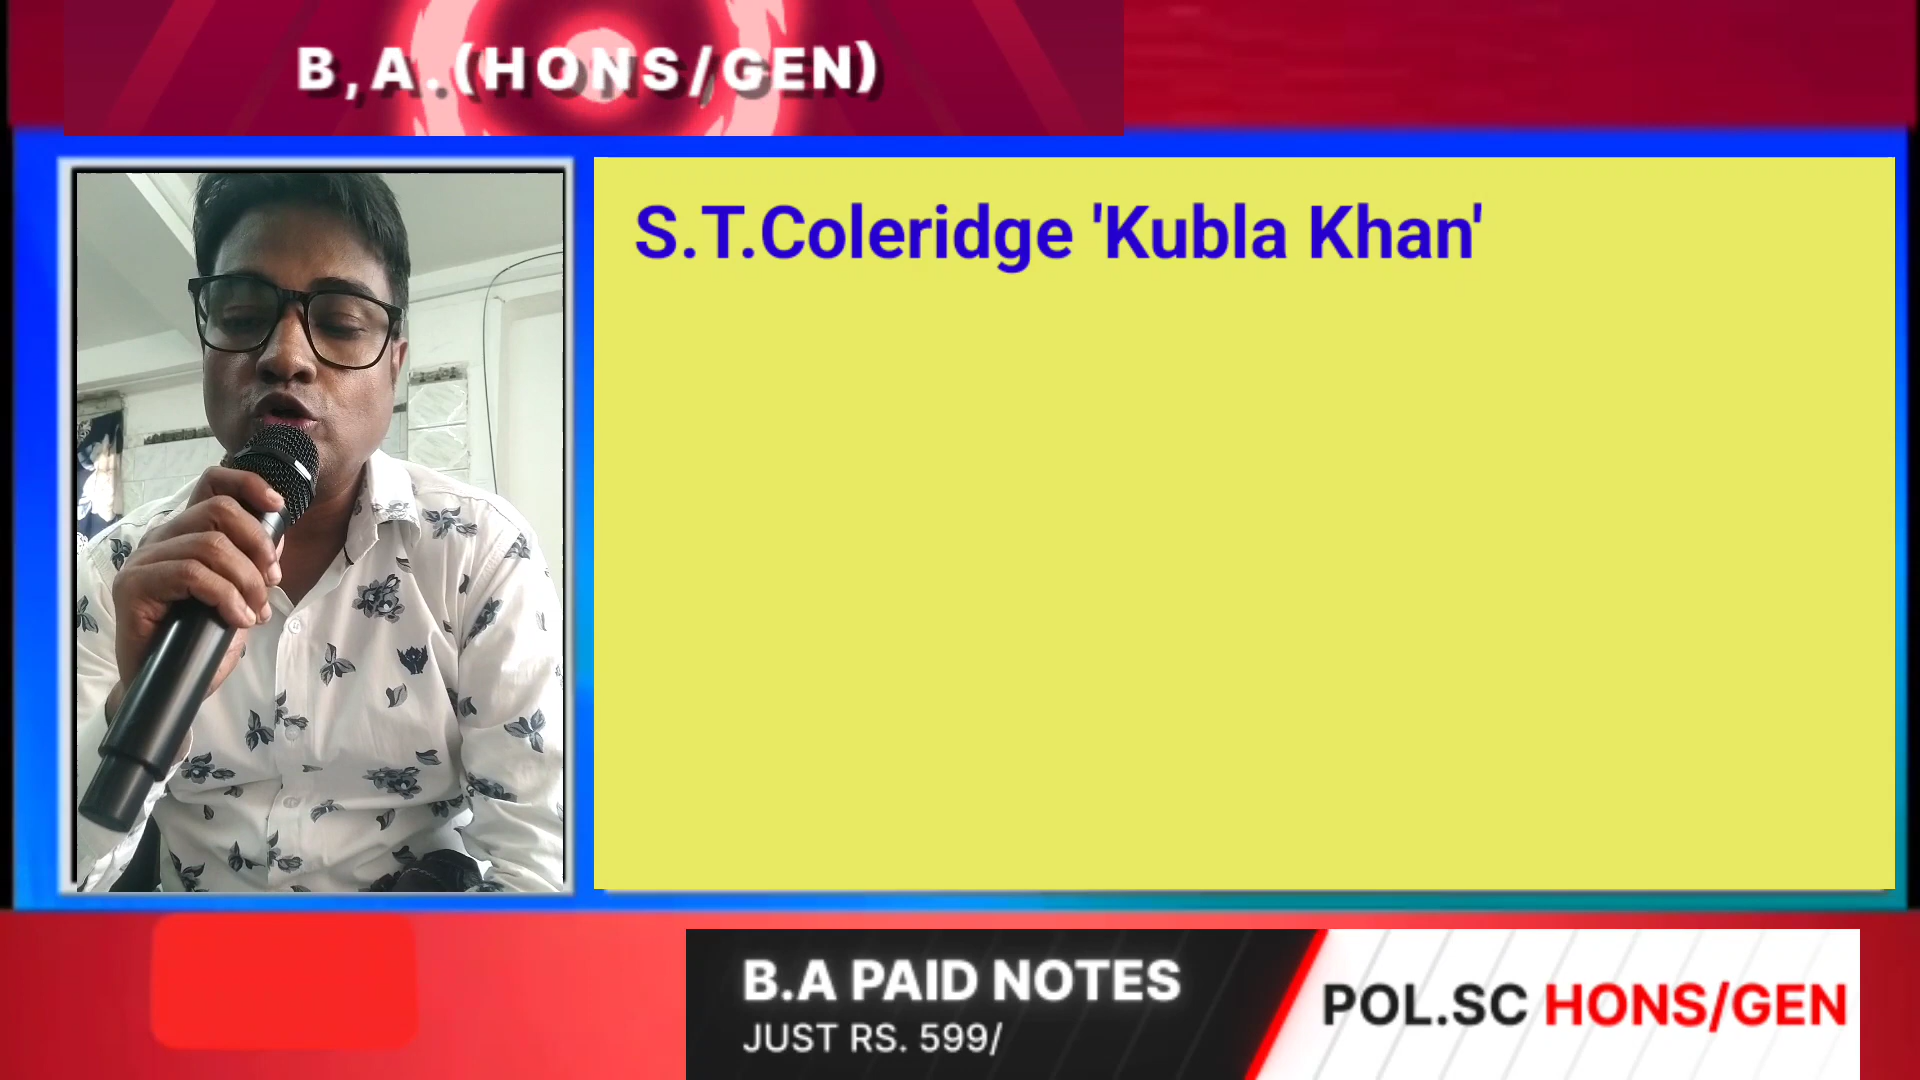 B,A.(HONS/GEN)
S.T.Coleridge 'Kubla Khan'
B.A PAID NOTES
JUST RS. 599/
POL.SC HONS/GEN